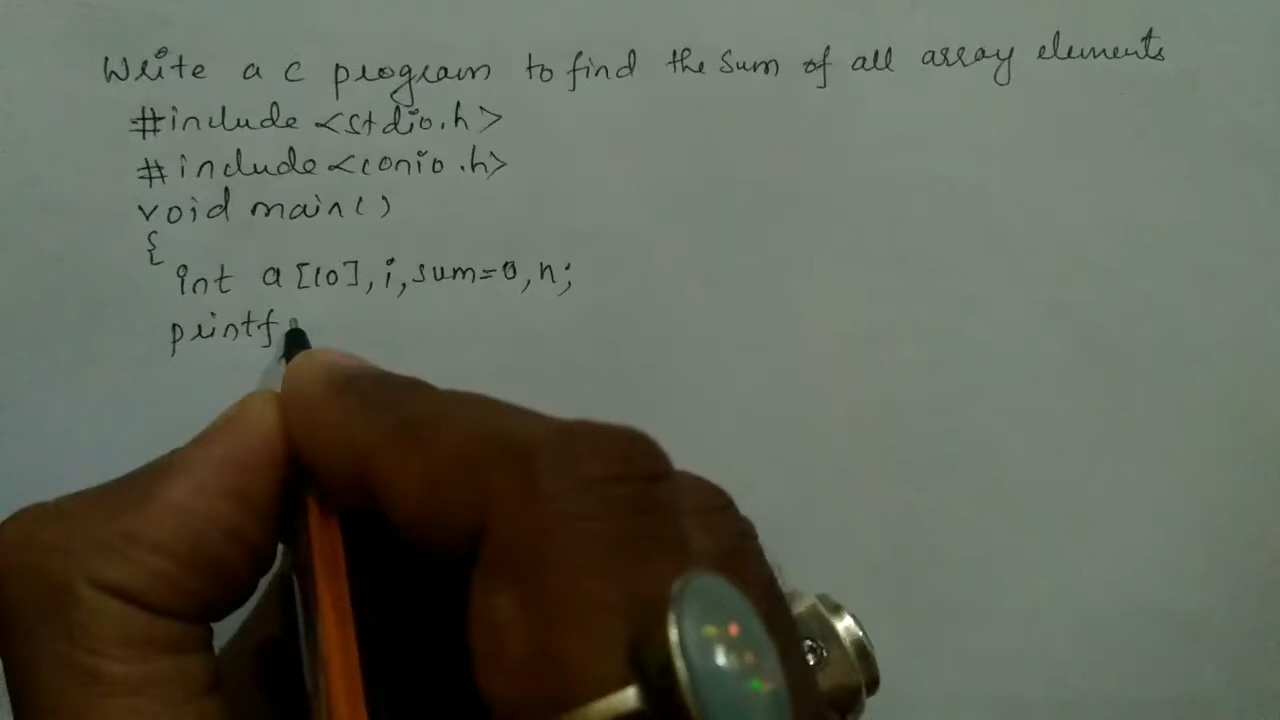 Write a c program to find the sum of all array elements
#include <stdio.h>
#include <conio.h>
void main()
{
int a[10],i,sum=0,n;
printf